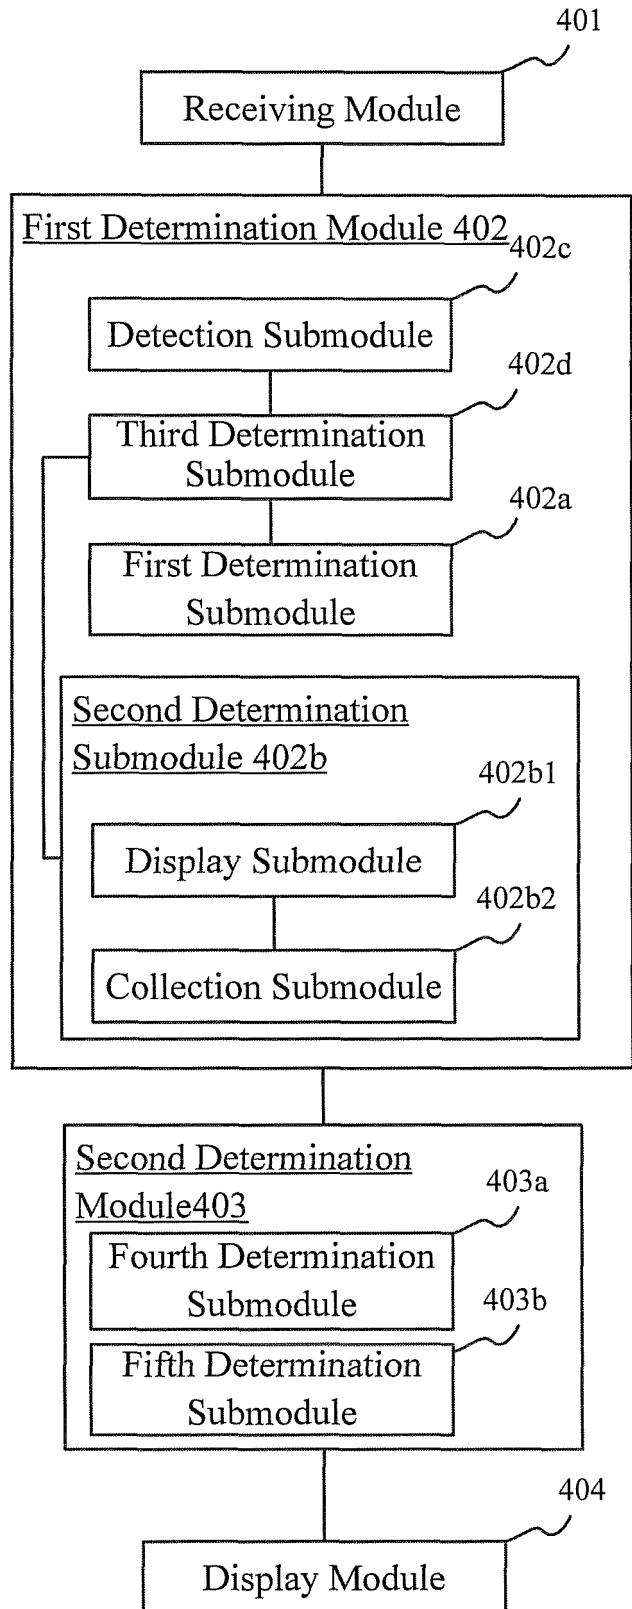 401
Receiving Module
First Determination Module 402
402c
Detection Submodule
402d
Third Determination
Submodule
402a
First Determination
Submodule
Second Determination
Submodule 402b
402b1
Display Submodule
402b2
Collection Submodule
Second Determination
Module403
403a
Fourth Determination
Submodule
403b
Fifth Determination
Submodule
404
Display Module